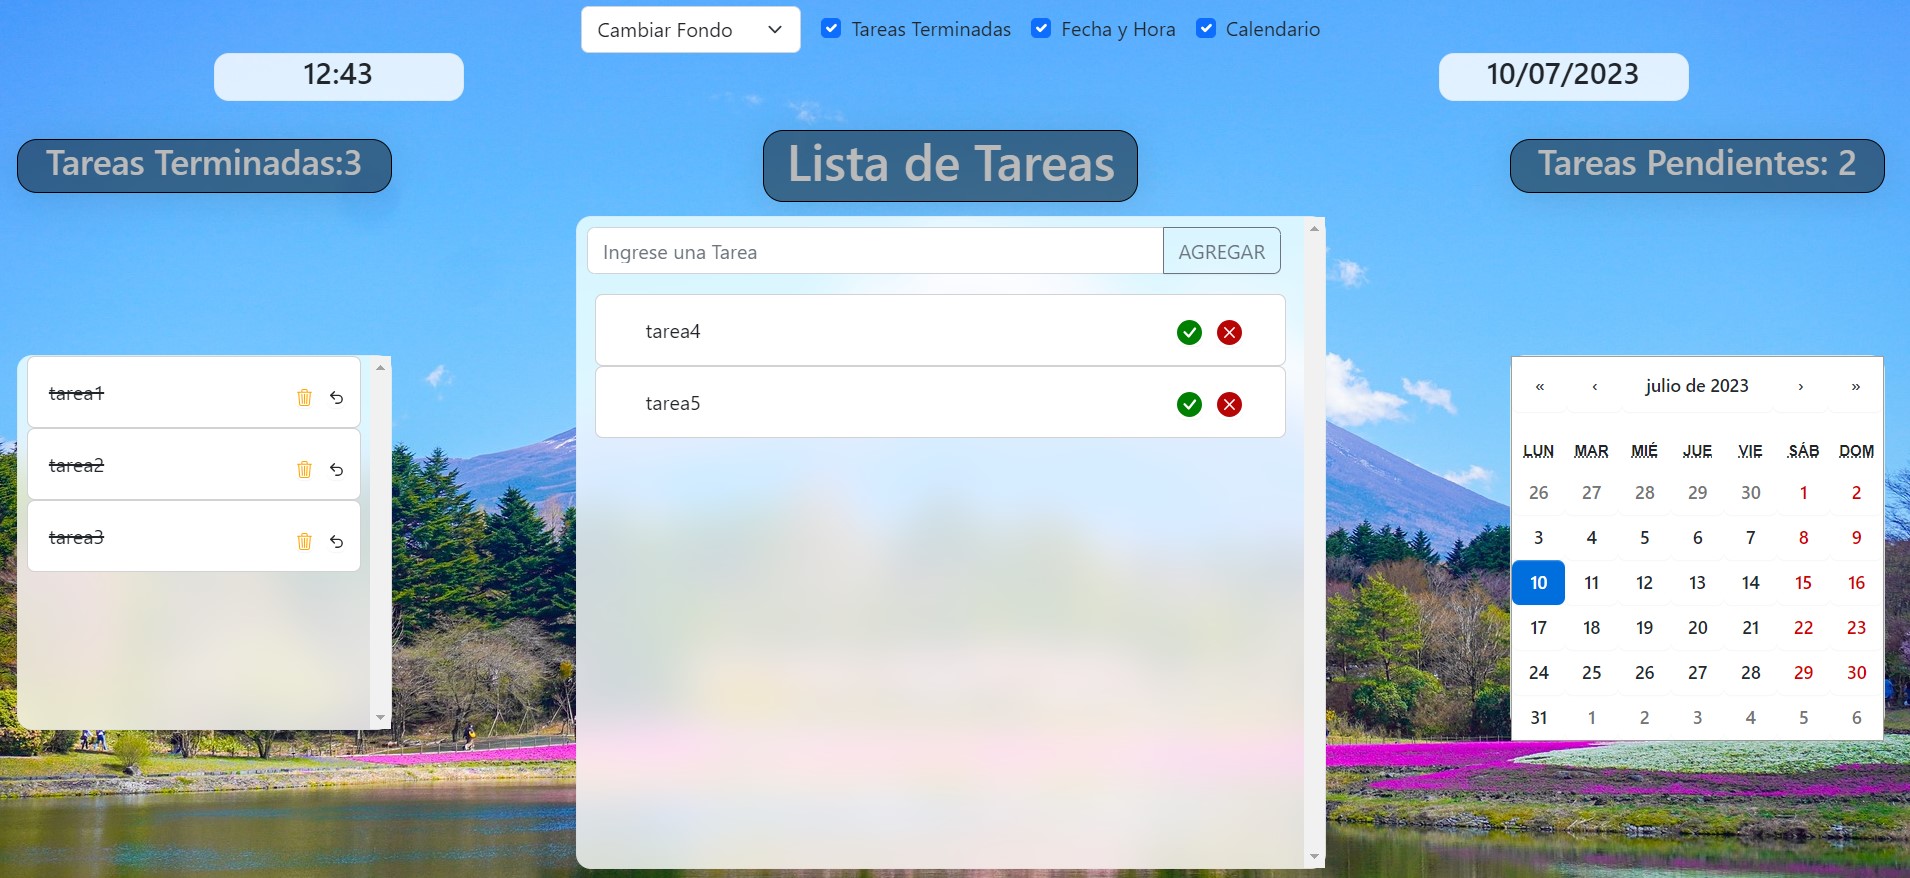 Cambiar Fondo
Tareas Terminadas
Fecha y Hora
Calendario
12:43
10/07/2023
Tareas Terminadas:3
Lista de Tareas
Tareas Pendientes: 2
Ingrese una Tarea
AGREGAR
tarea4
tarea5
tarea1
tarea2
tarea3
« ‹ julio de 2023 › »
LUN MAR MIÉ JUE VIE SÁB DOM
26 27 28 29 30 1 2
3 4 5 6 7 8 9
10 11 12 13 14 15 16
17 18 19 20 21 22 23
24 25 26 27 28 29 30
31 1 2 3 4 5 6